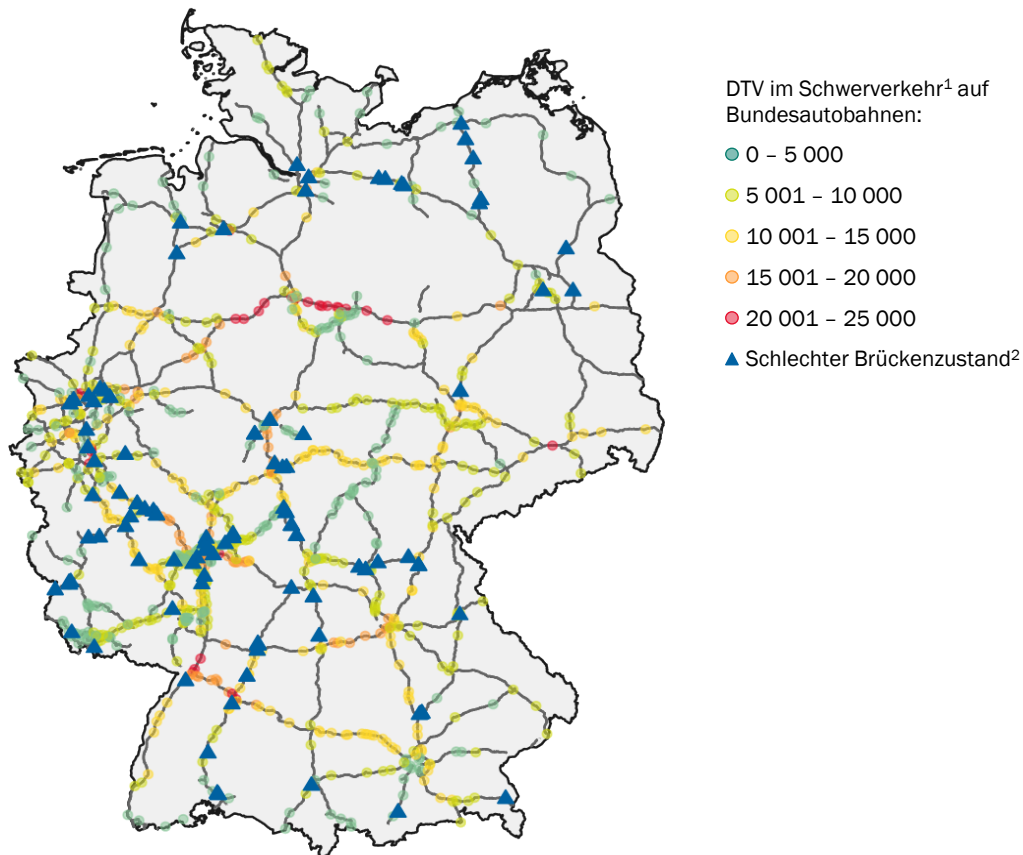 DTV im Schwerverkehr¹ auf
Bundesautobahnen:
0 – 5 000
5 001 – 10 000
10 001 – 15 000
15 001 – 20 000
20 001 – 25 000
Schlechter Brückenzustand²